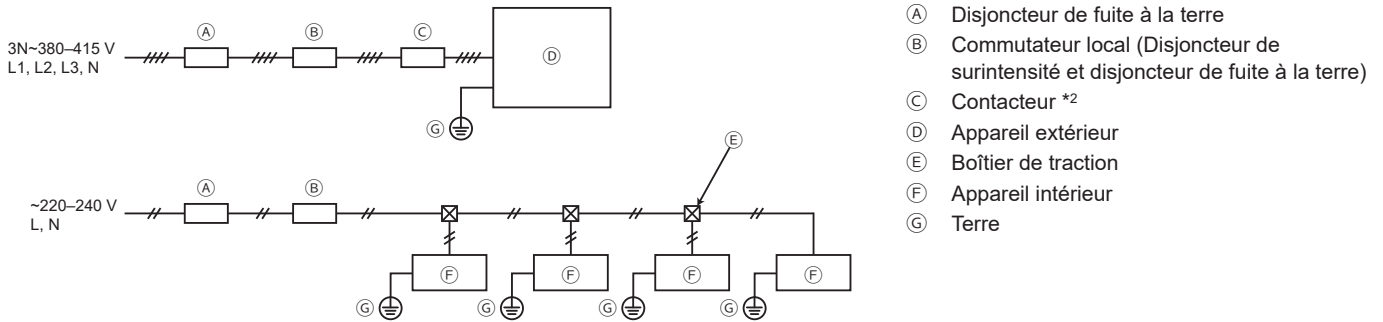 3N~380–415 V
L1, L2, L3, N
Ⓐ
Ⓑ
Ⓒ
Ⓓ
Ⓖ
Ⓔ
~220–240 V
L, N
Ⓐ
Ⓑ
Ⓕ
Ⓕ
Ⓕ
Ⓕ
Ⓖ
Ⓖ
Ⓖ
Ⓖ
Ⓐ Disjoncteur de fuite à la terre
Ⓑ Commutateur local (Disjoncteur de
surintensité et disjoncteur de fuite à la terre)
Ⓒ Contacteur *2
Ⓓ Appareil extérieur
Ⓔ Boîtier de traction
Ⓕ Appareil intérieur
Ⓖ Terre